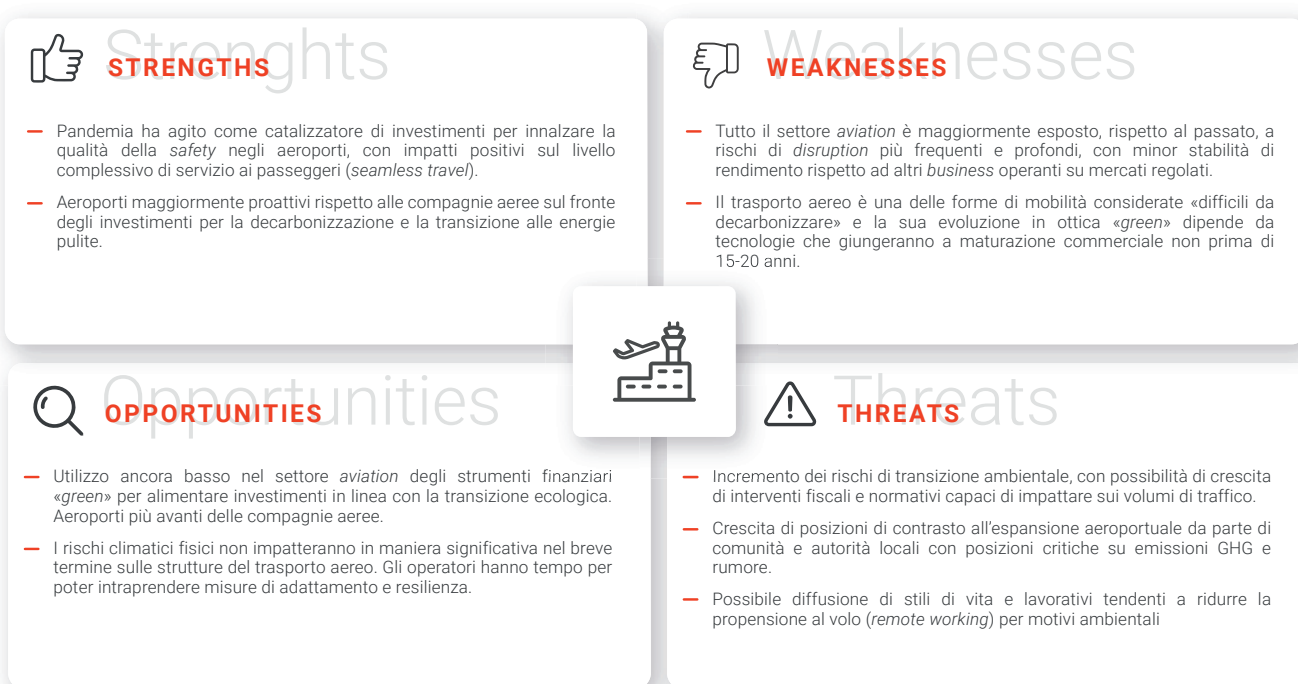 Strenghts
STRENGTHS
Pandemia ha agito come catalizzatore di investimenti per innalzare la
qualità della safety negli aeroporti, con impatti positivi sul livello
complessivo di servizio ai passeggeri (seamless travel).
Aeroporti maggiormente proattivi rispetto alle compagnie aeree sul fronte
degli investimenti per la decarbonizzazione e la transizione alle energie
pulite.
Weaknesses
WEAKNESSES
Tutto il settore aviation è maggiormente esposto, rispetto al passato, a
rischi di disruption più frequenti e profondi, con minor stabilità di
rendimento rispetto ad altri business operanti su mercati regolati.
Il trasporto aereo è una delle forme di mobilità considerate «difficili da
decarbonizzare» e la sua evoluzione in ottica «green» dipende da
tecnologie che giungeranno a maturazione commerciale non prima di
15-20 anni.
Opportunities
OPPORTUNITIES
Utilizzo ancora basso nel settore aviation degli strumenti finanziari
«green» per alimentare investimenti in linea con la transizione ecologica.
Aeroporti più avanti delle compagnie aeree.
I rischi climatici fisici non impatteranno in maniera significativa nel breve
termine sulle strutture del trasporto aereo. Gli operatori hanno tempo per
poter intraprendere misure di adattamento e resilienza.
Threats
THREATS
Incremento dei rischi di transizione ambientale, con possibilità di crescita
di interventi fiscali e normativi capaci di impattare sui volumi di traffico.
Crescita di posizioni di contrasto all'espansione aeroportuale da parte di
comunità e autorità locali con posizioni critiche su emissioni GHG e
rumore.
Possibile diffusione di stili di vita e lavorativi tendenti a ridurre la
propensione al volo (remote working) per motivi ambientali